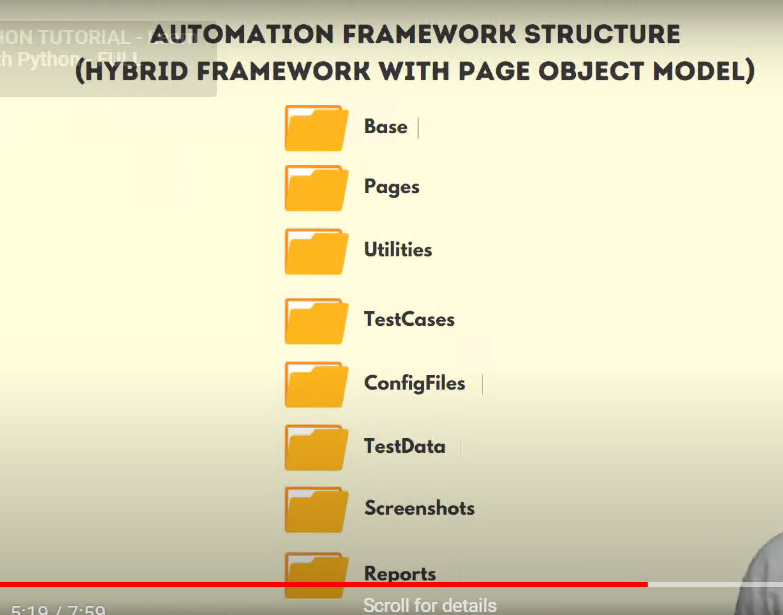 HON TUTORIAL - Learn
th Python - FULL
AUTOMATION FRAMEWORK STRUCTURE
(HYBRID FRAMEWORK WITH PAGE OBJECT MODEL)
Base
Pages
Utilities
TestCases
ConfigFiles
TestData
Screenshots
Reports
5:19 / 7:59
Scroll for details